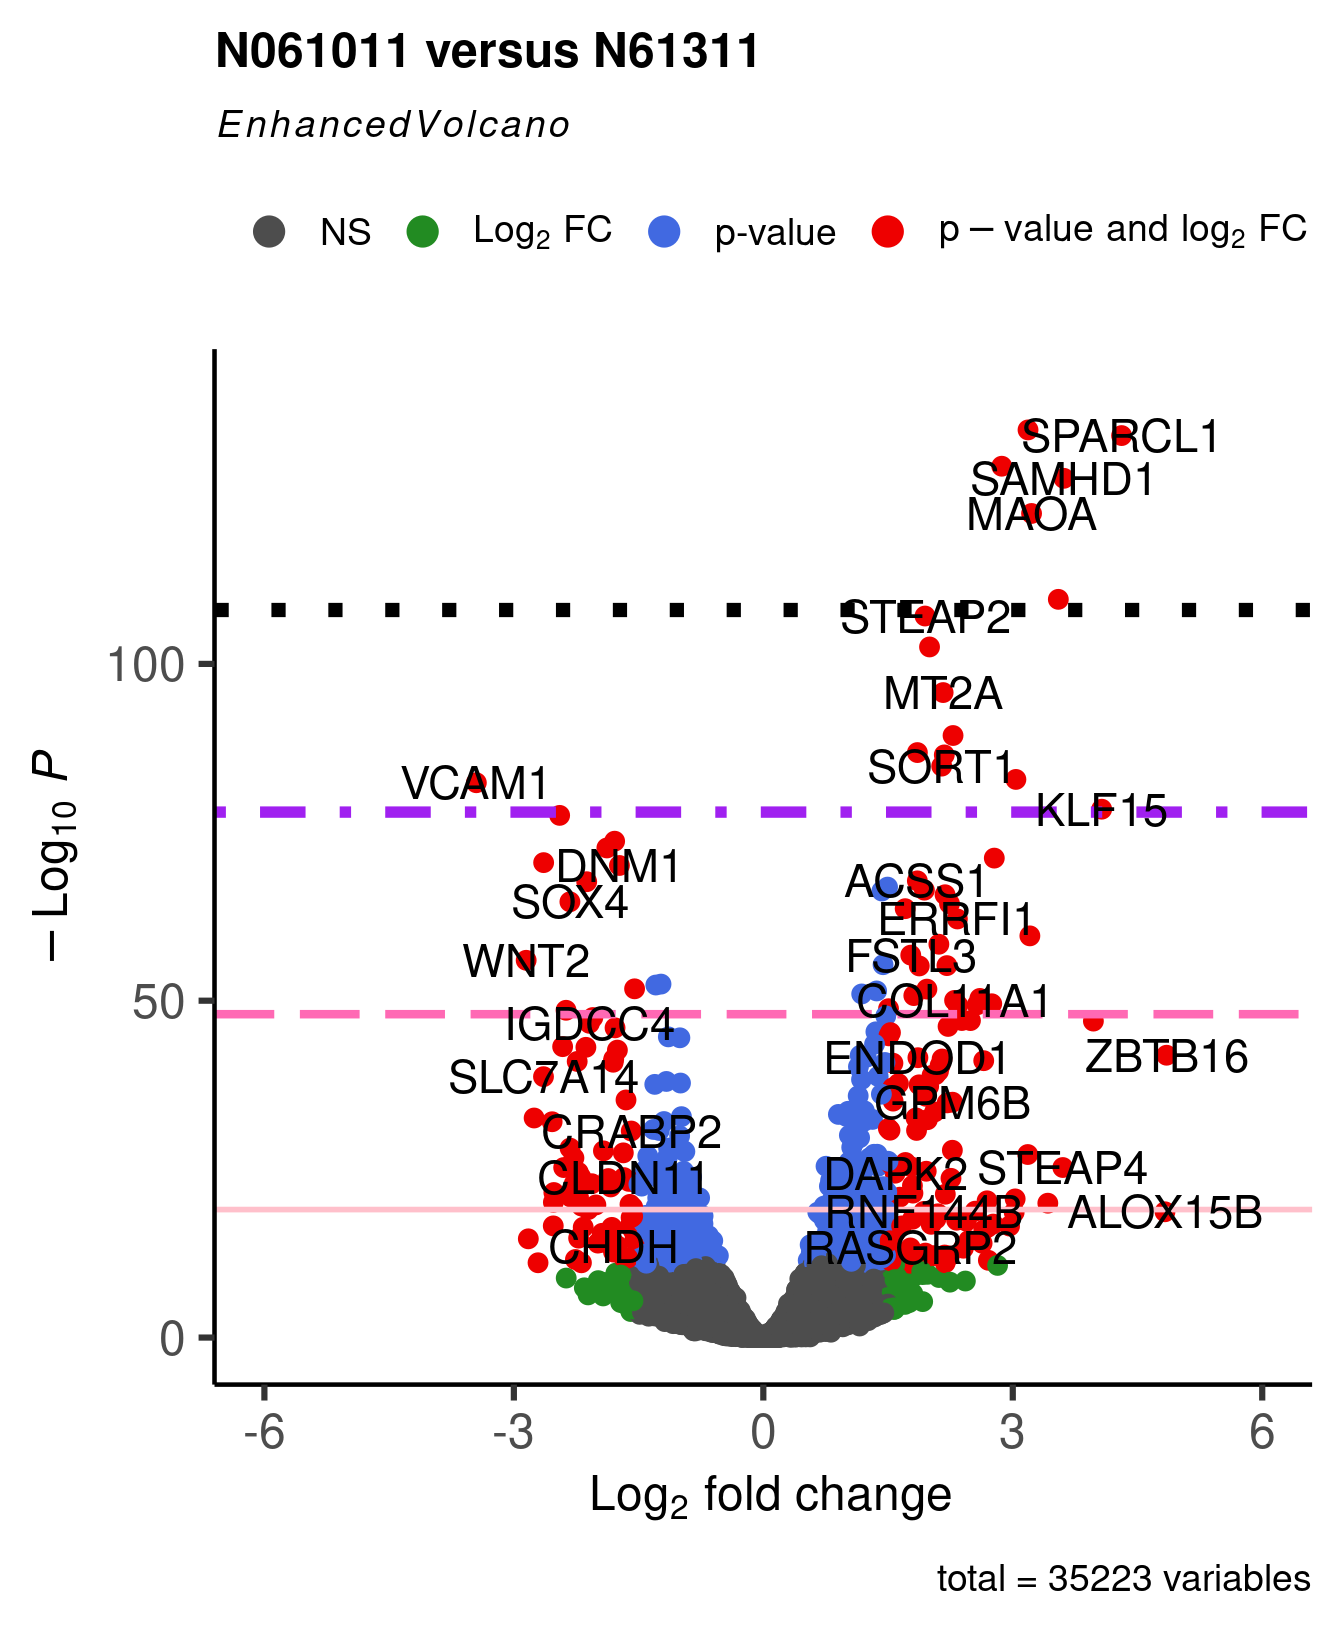 N061011 versus N61311
EnhancedVolcano
NS
Log2 FC
p-value
p – value and log2 FC
SPARCL1
SAMHD1
MAOA
STEAP2
MT2A
SORT1
VCAM1
KLF15
DNM1
ACSS1
SOX4
ERRFI1
WNT2
FSTL3
COL11A1
IGDCC4
ENDOD1
ZBTB16
SLC7A14
GPM6B
CRABP2
CLDN11
DAPK2
STEAP4
RNF144B
ALOX15B
CHDH
RASGRP2
100
50
0
– Log10 P
-6
-3
0
3
6
Log2 fold change
total = 35223 variables